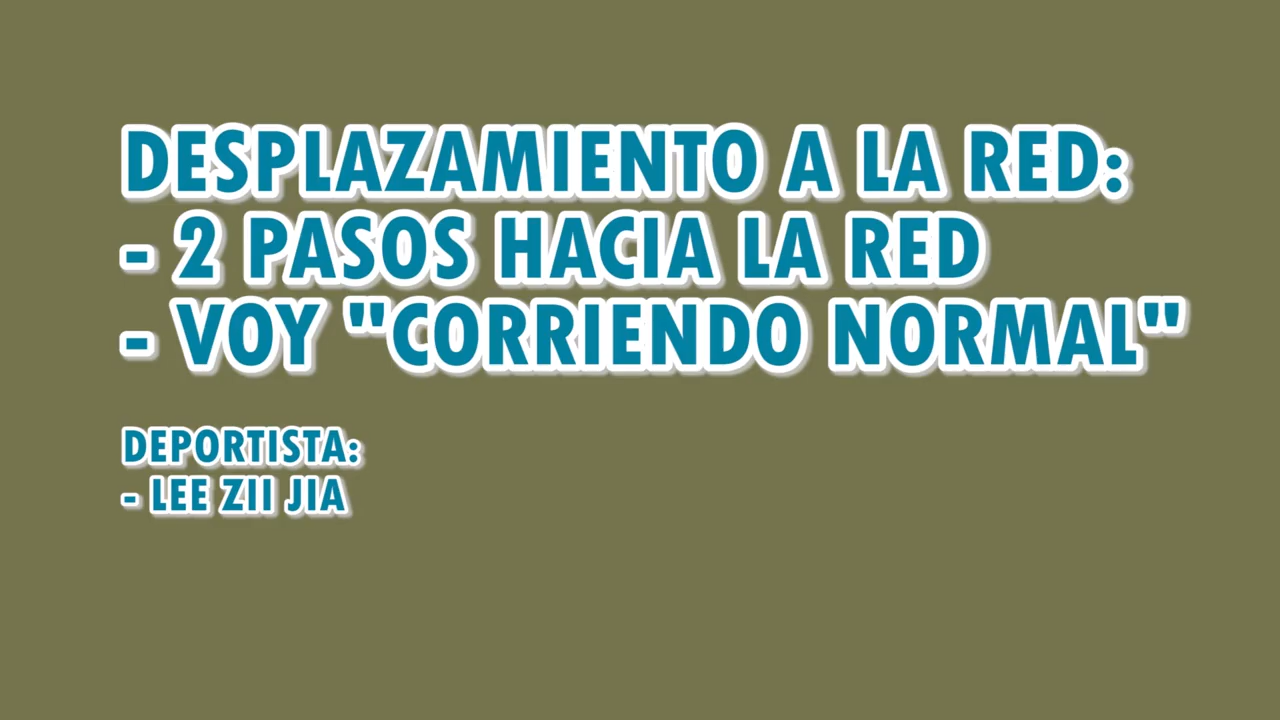 DESPLAZAMIENTO A LA RED:
- 2 PASOS HACIA LA RED
- VOY "CORRIENDO NORMAL"
DEPORTISTA:
- LEE ZII JIA